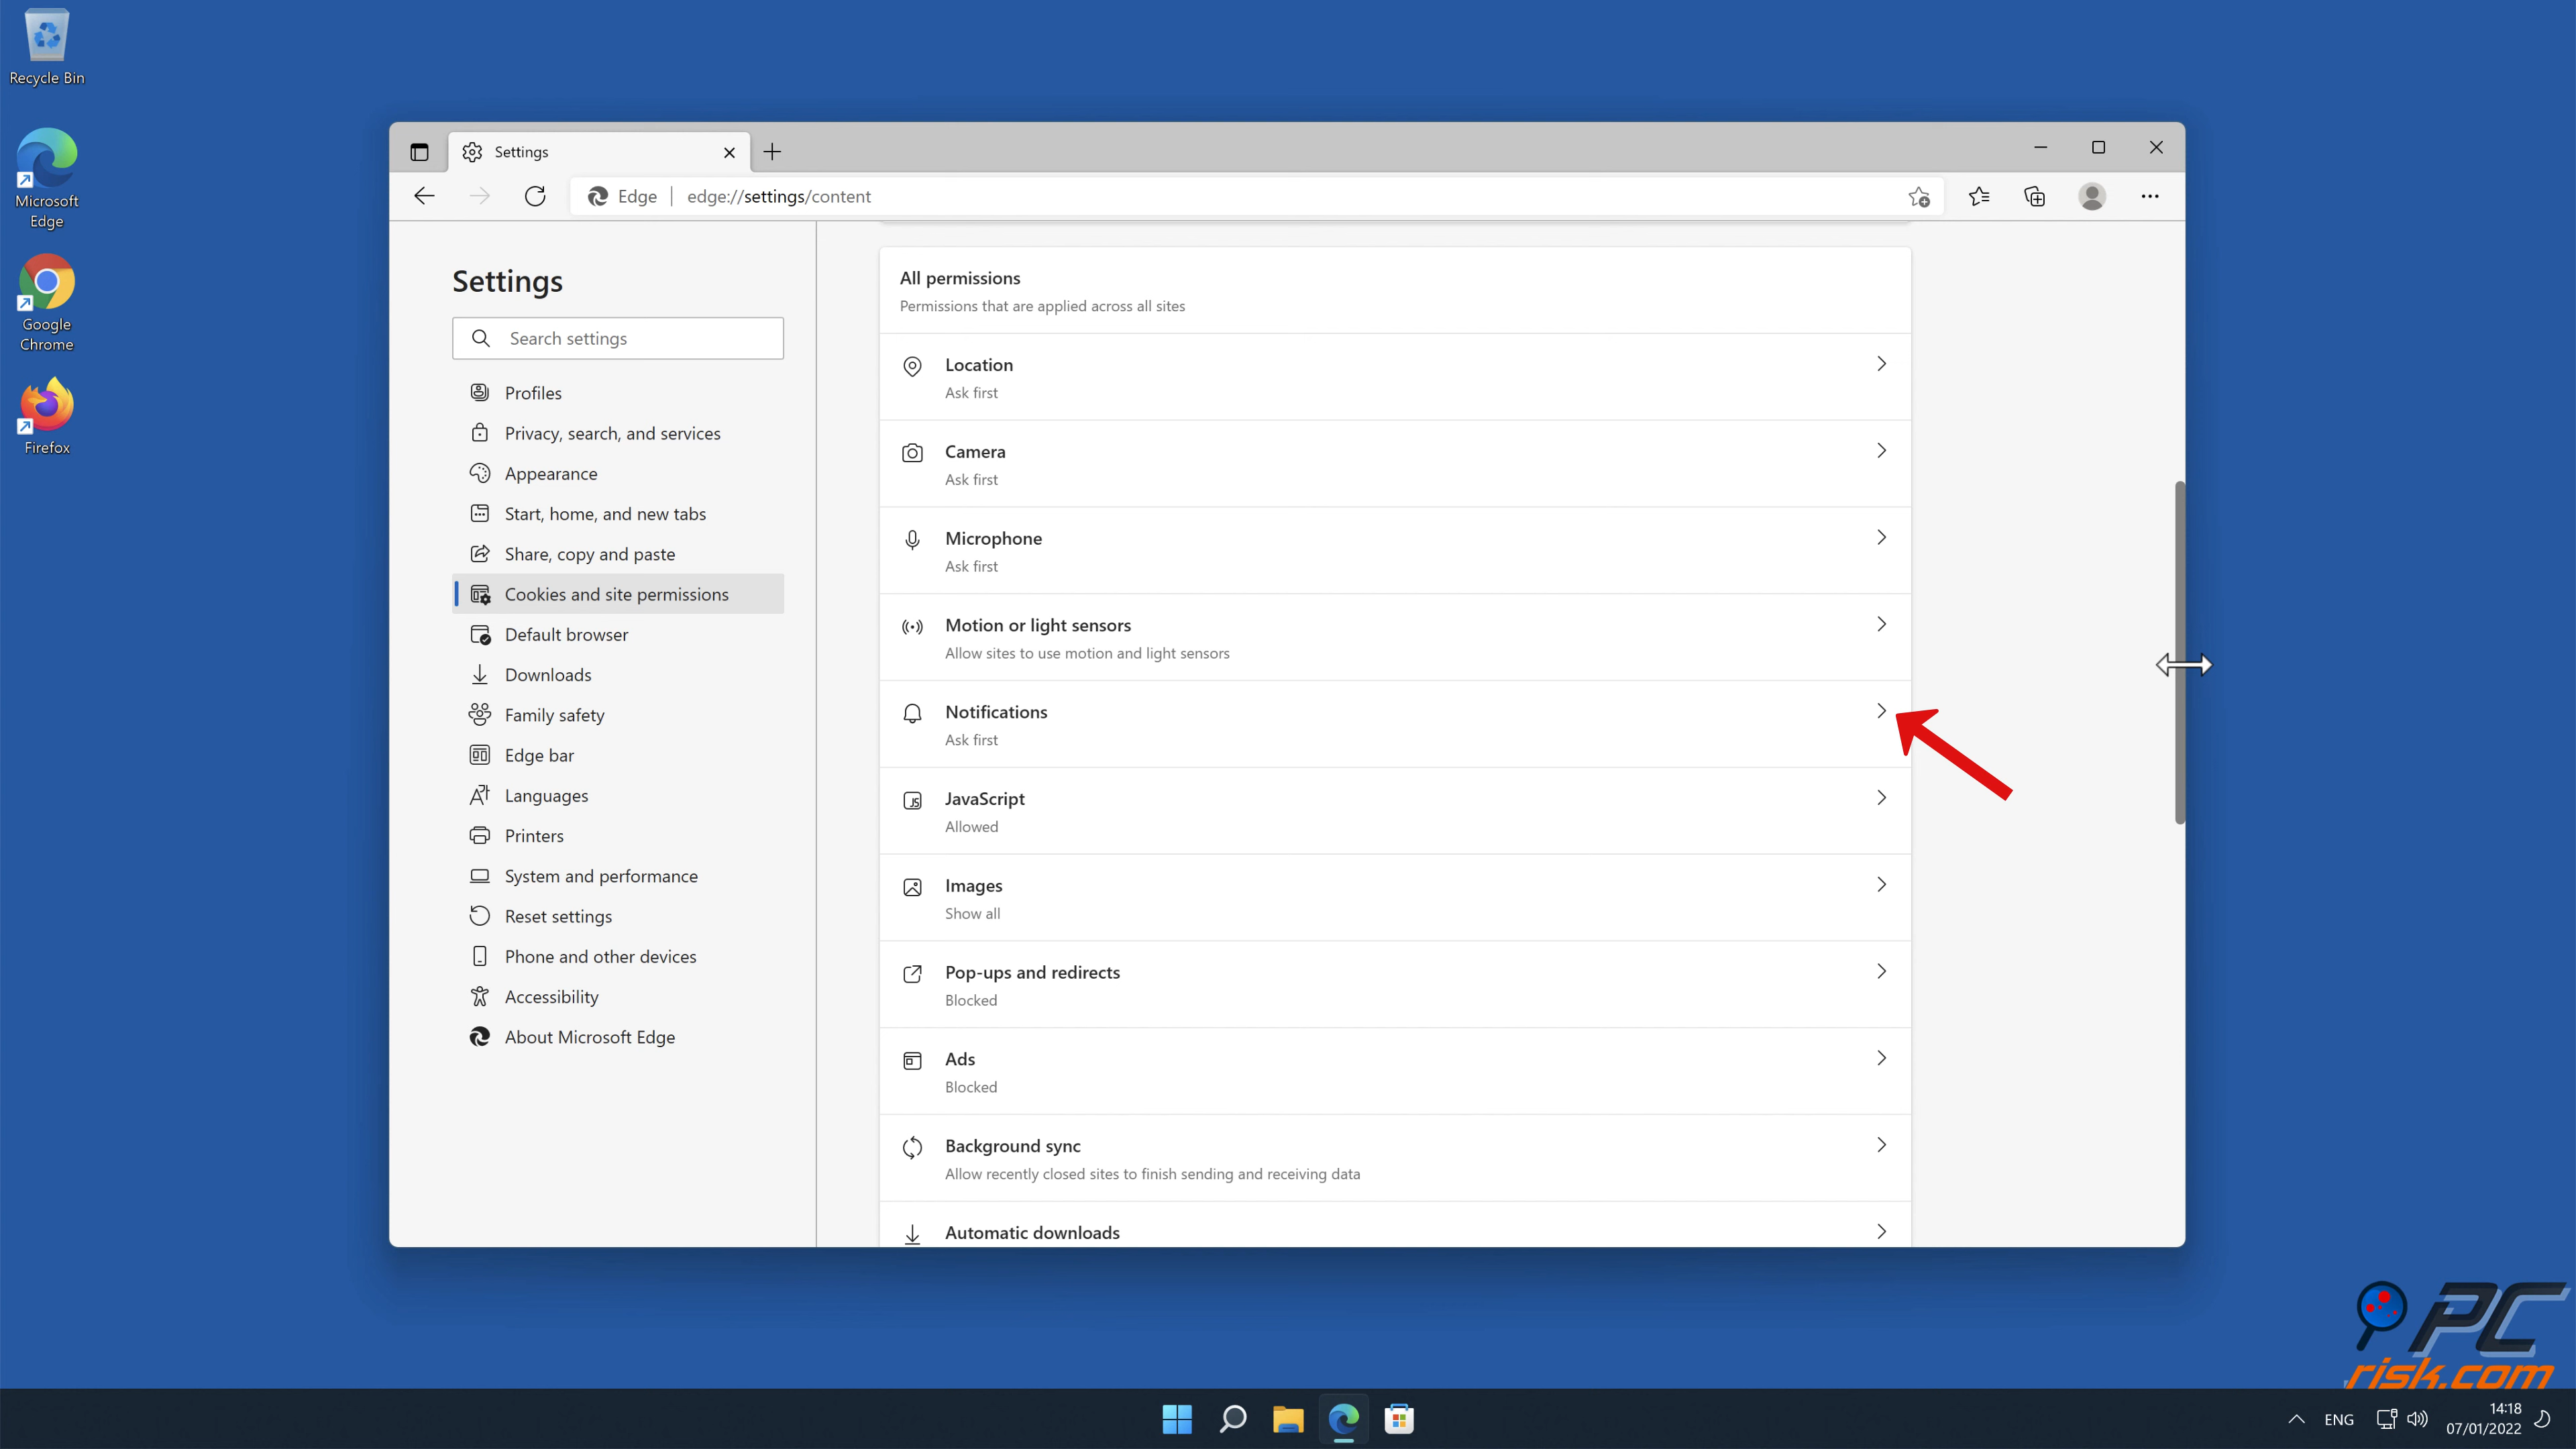 Recycle Bin
Microsoft
Edge
Google
Chrome
Firefox
Settings
Edge
edge://settings/content
Settings
Search settings
Profiles
Privacy, search, and services
Appearance
Start, home, and new tabs
Share, copy and paste
Cookies and site permissions
Default browser
Downloads
Family safety
Edge bar
Languages
Printers
System and performance
Reset settings
Phone and other devices
Accessibility
About Microsoft Edge
All permissions
Permissions that are applied across all sites
Location
Ask first
Camera
Ask first
Microphone
Ask first
Motion or light sensors
Allow sites to use motion and light sensors
Notifications
Ask first
JavaScript
Allowed
Images
Show all
Pop-ups and redirects
Blocked
Ads
Blocked
Background sync
Allow recently closed sites to finish sending and receiving data
Automatic downloads
PC
risk.com
ENG
14:18
07/01/2022